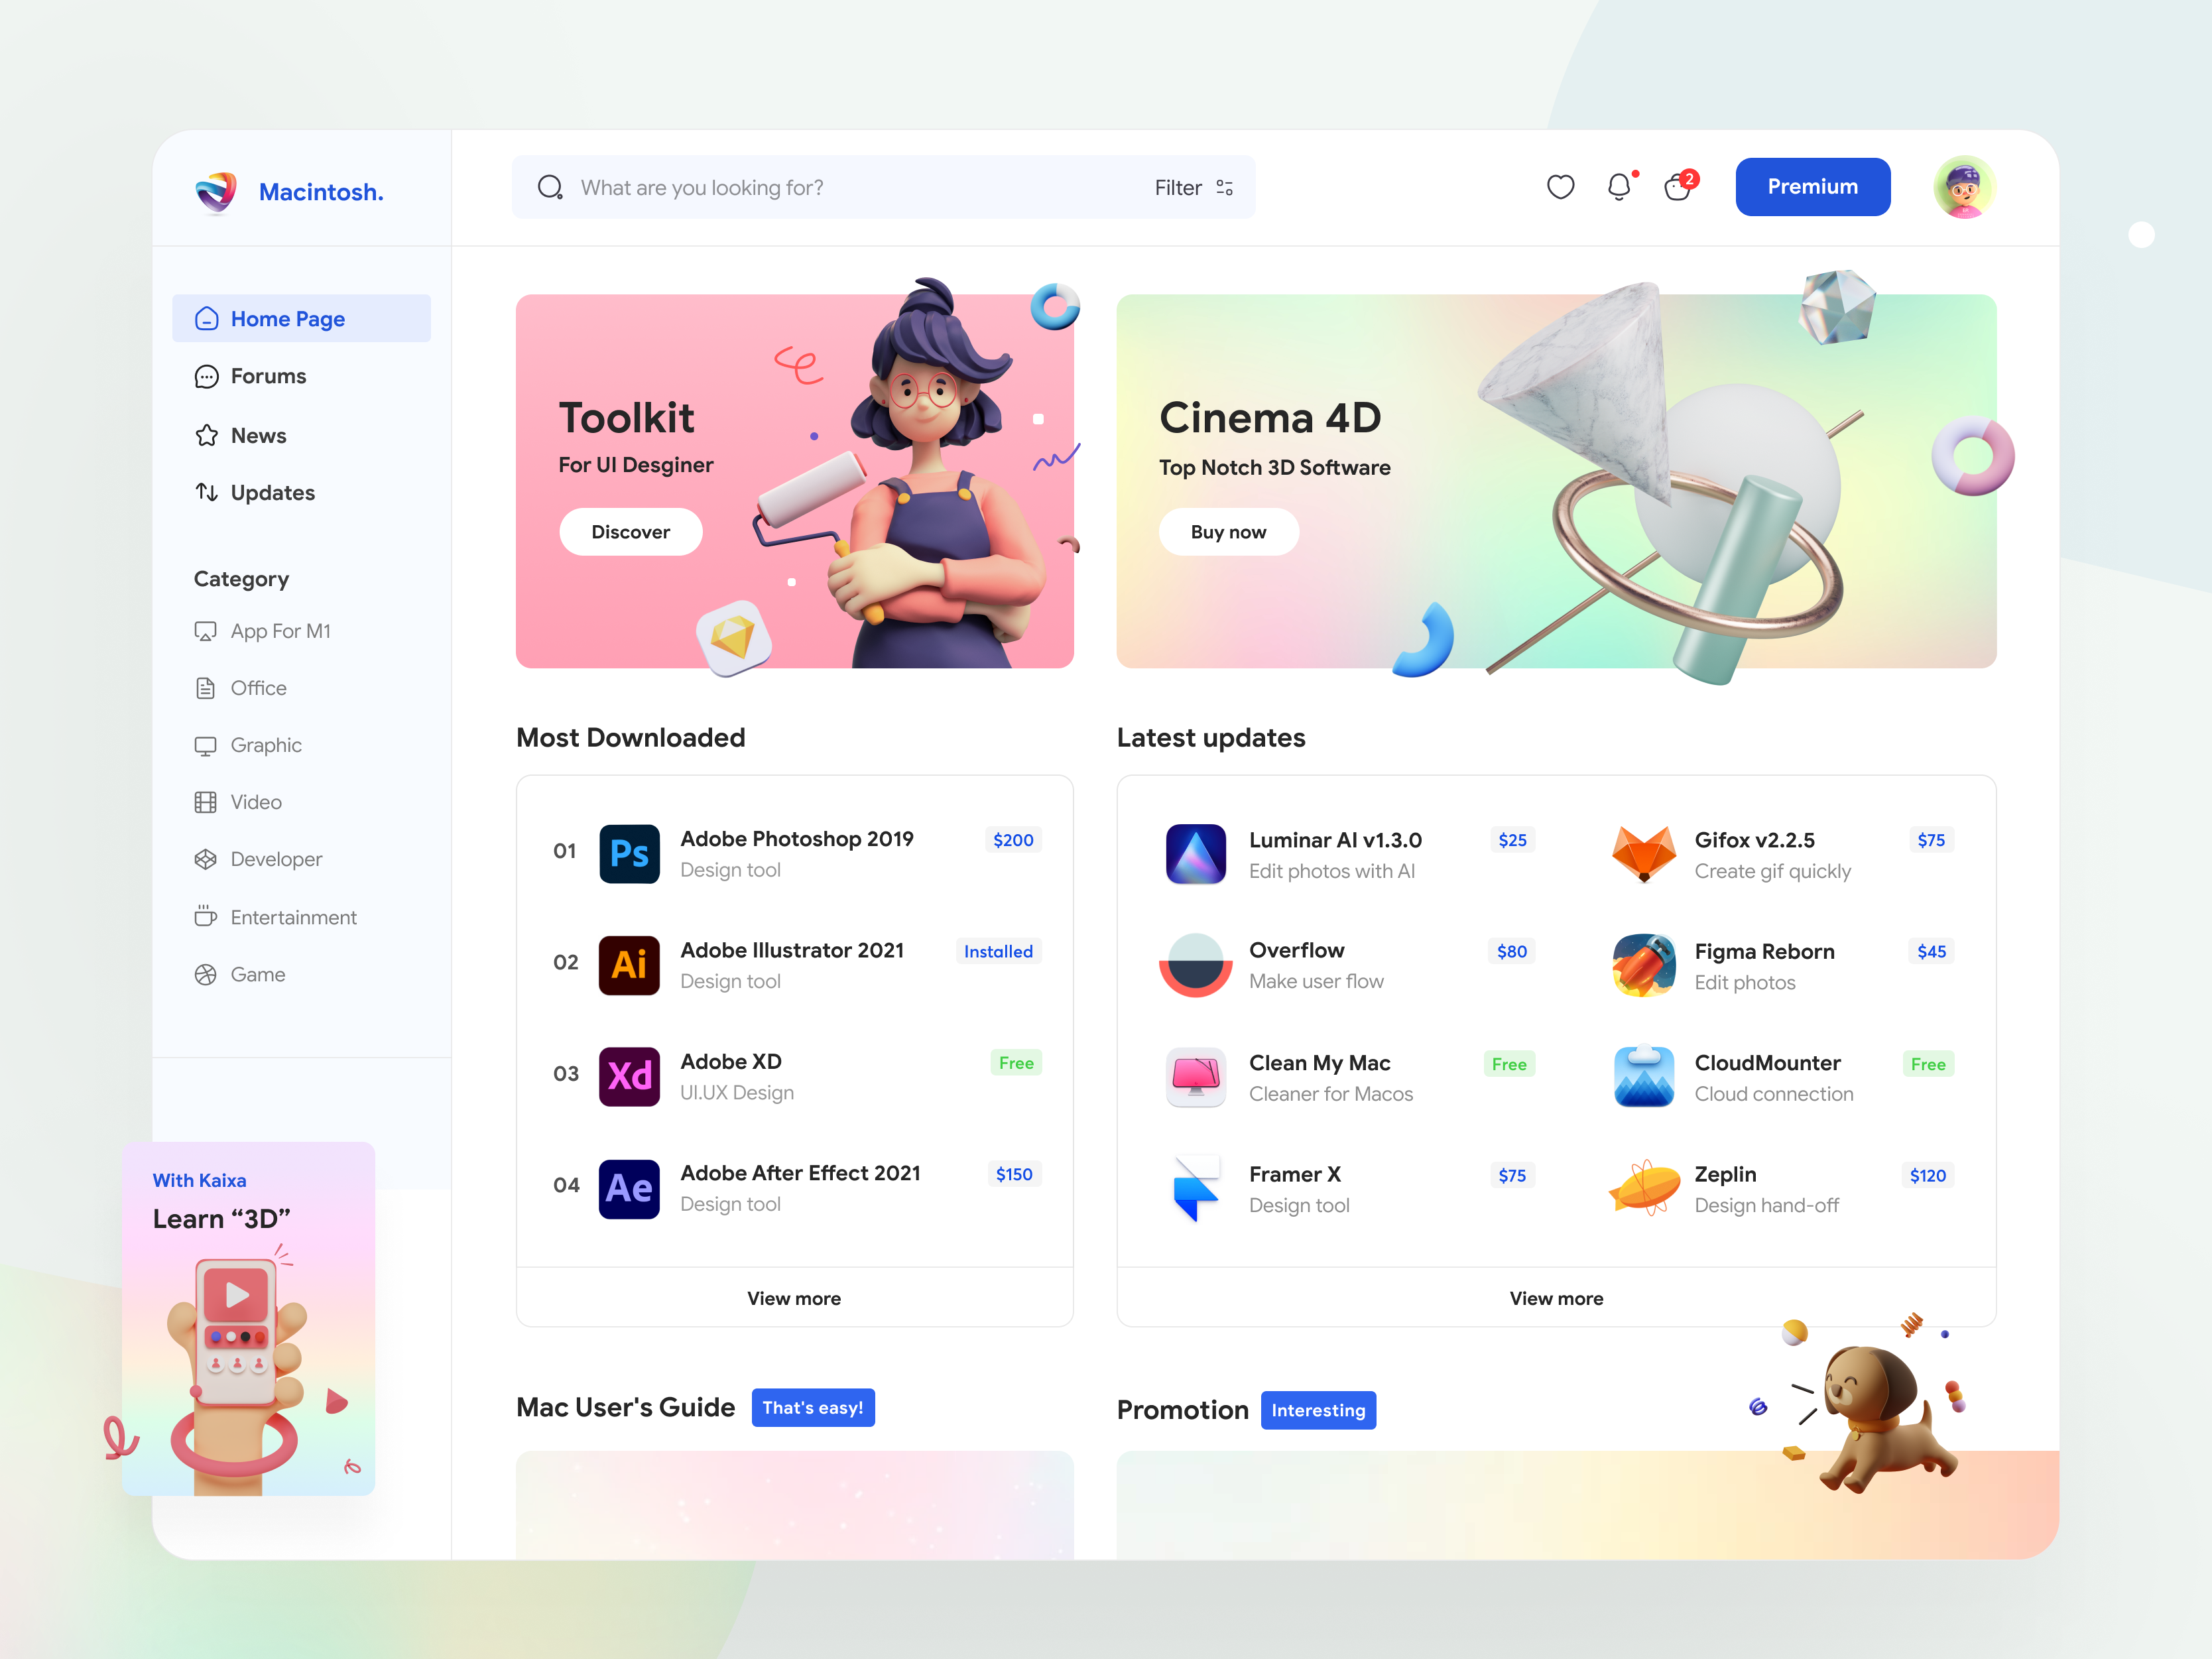 Macintosh.
What are you looking for?
Filter
2
Premium
Home Page
Forums
News
Updates
Category
App For M1
Office
Graphic
Video
Developer
Entertainment
Game
With Kaixa
Learn “3D”
Toolkit
For UI Desginer
Discover
Cinema 4D
Top Notch 3D Software
Buy now
Most Downloaded
01
Ps
Adobe Photoshop 2019
$200
Design tool
02
Ai
Adobe Illustrator 2021
Installed
Design tool
03
Xd
Adobe XD
Free
UI.UX Design
04
Ae
Adobe After Effect 2021
$150
Design tool
View more
Latest updates
Luminar AI v1.3.0
$25
Edit photos with AI
Gifox v2.2.5
$75
Create gif quickly
Overflow
$80
Make user flow
Figma Reborn
$45
Edit photos
Clean My Mac
Free
Cleaner for Macos
CloudMounter
Free
Cloud connection
Framer X
$75
Design tool
Zeplin
$120
Design hand-off
View more
Mac User's Guide
That's easy!
Promotion
Interesting